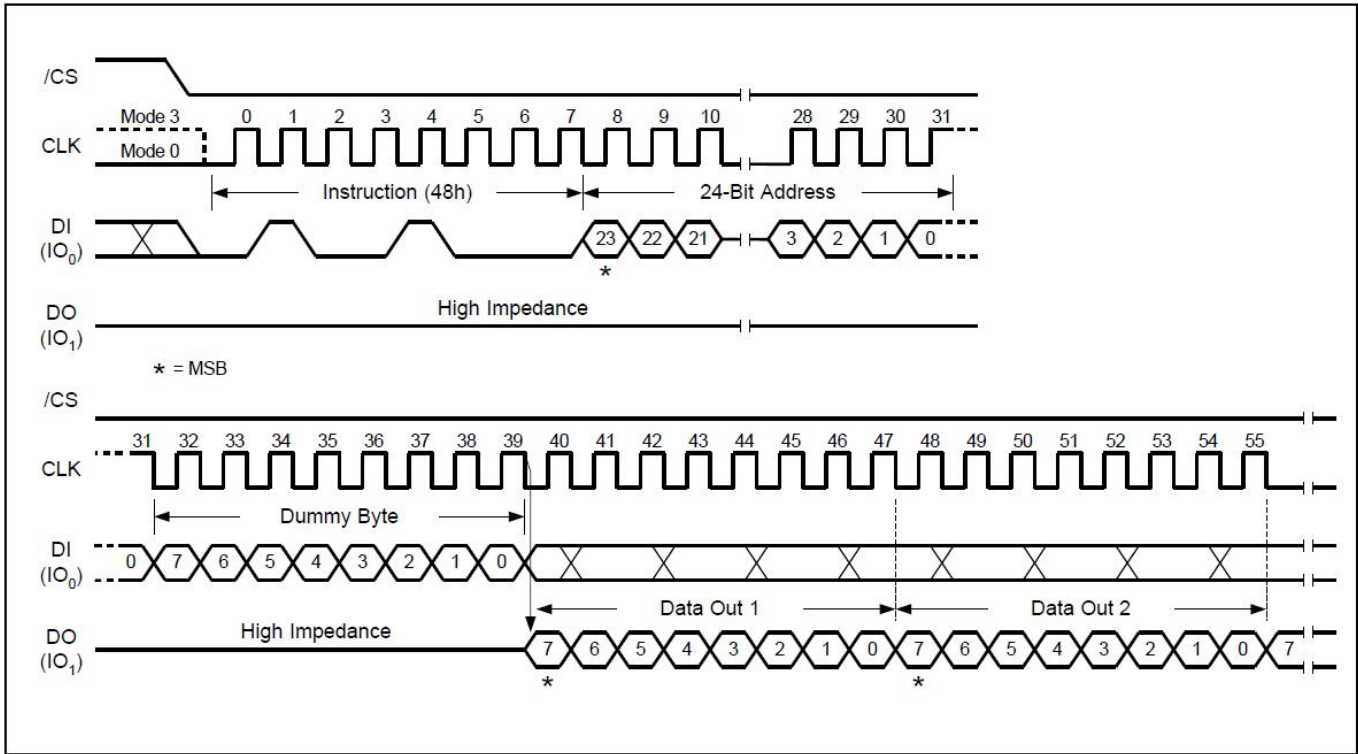 /CS
Mode 3 0 1 2 3 4 5 6 7 8 9 10 28 29 30 31
CLK
Mode 0
Instruction (48h) 24-Bit Address
DI
(IO0) 23 22 21 3 2 1 0
*
DO High Impedance
(IO1)
* = MSB
/CS
31 32 33 34 35 36 37 38 39 40 41 42 43 44 45 46 47 48 49 50 51 52 53 54 55
CLK
Dummy Byte
DI
(IO0) 0 7 6 5 4 3 2 1 0
Data Out 1 Data Out 2
DO High Impedance
(IO1) 7 6 5 4 3 2 1 0 7 6 5 4 3 2 1 0 7
* *